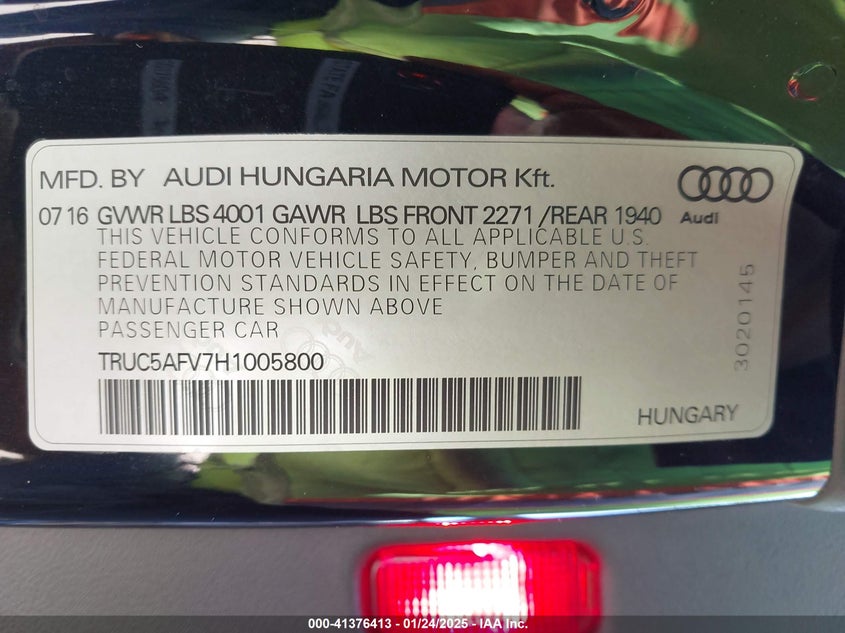 MFD. BY AUDI HUNGARIA MOTOR Kft.
07 16 GVWR LBS 4001 GAWR LBS FRONT 2271 /REAR 1940
Audi
THIS VEHICLE CONFORMS TO ALL APPLICABLE U.S.
FEDERAL MOTOR VEHICLE SAFETY, BUMPER AND THEFT
PREVENTION STANDARDS IN EFFECT ON THE DATE OF
MANUFACTURE SHOWN ABOVE
PASSENGER CAR
3020145
TRUC5AFV7H1005800
HUNGARY
000-41376413 - 01/24/2025 - IAA Inc.